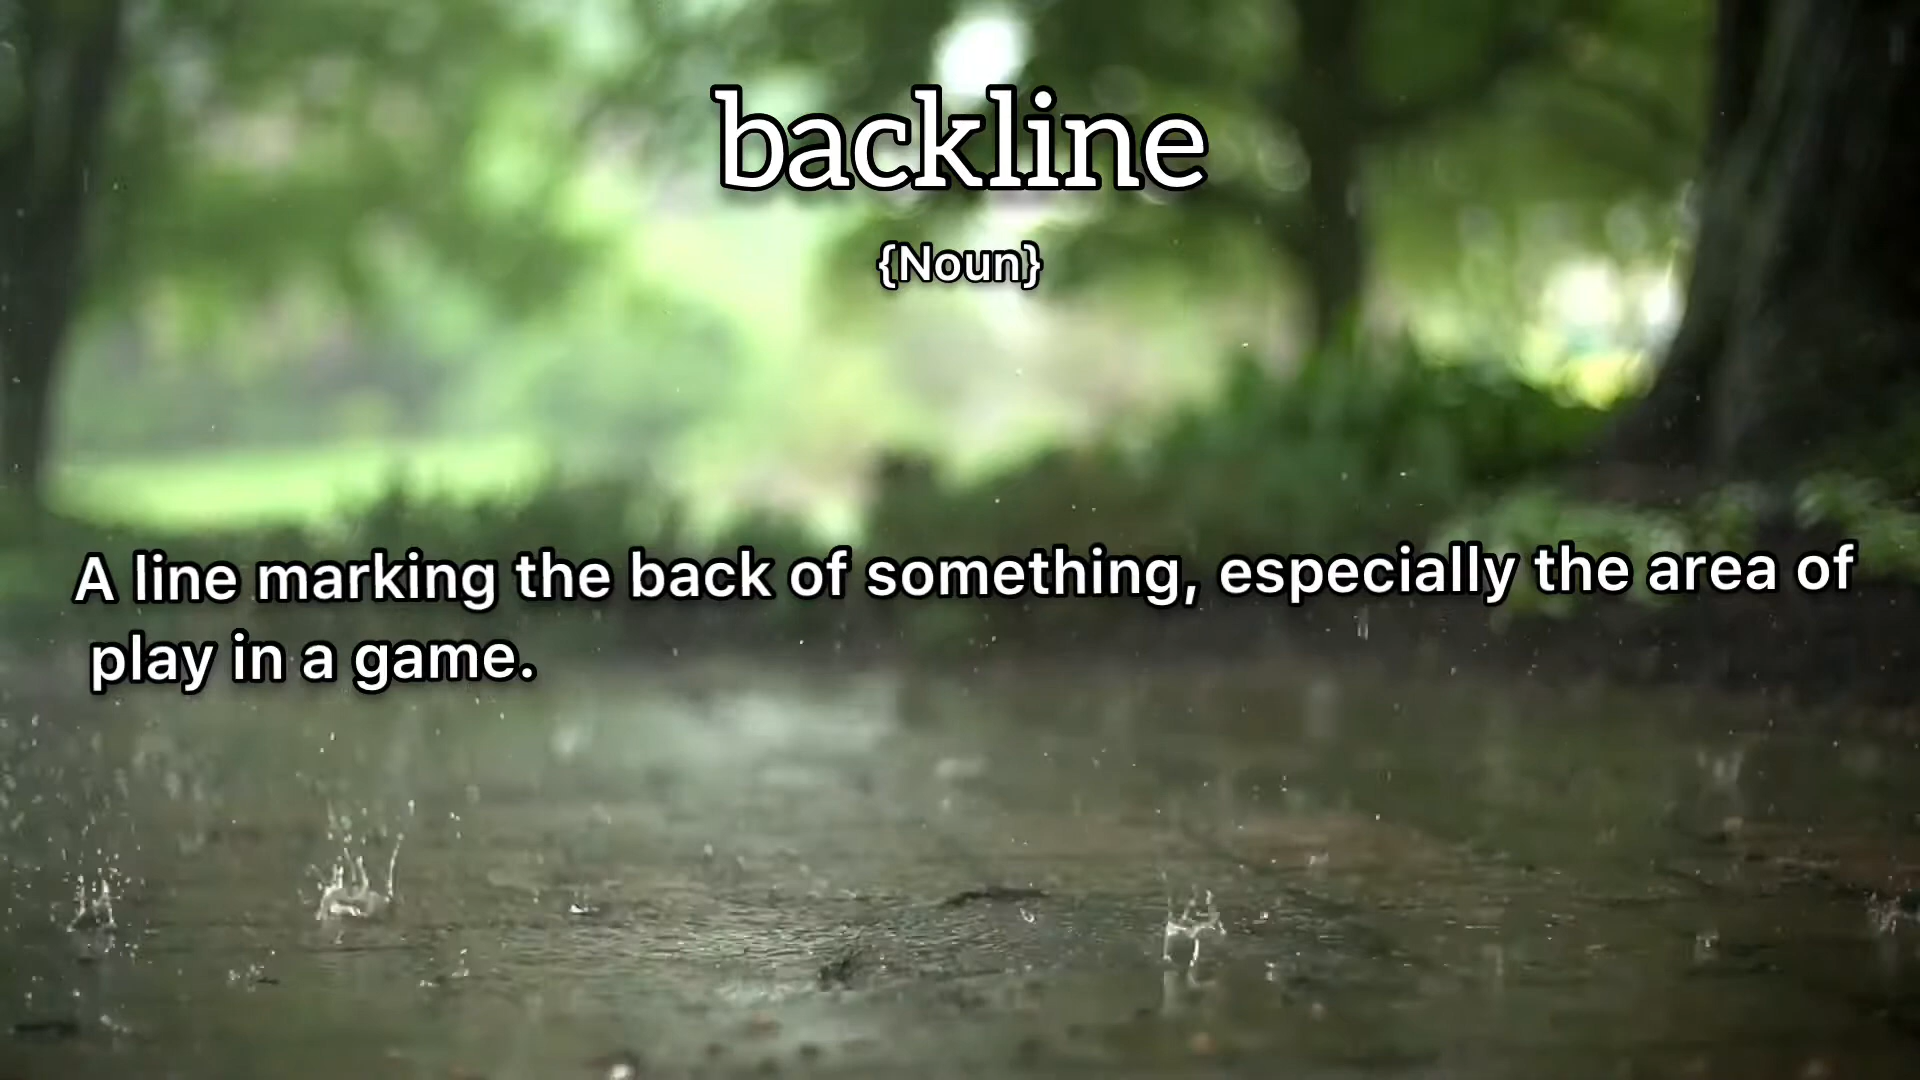 backline
{Noun}
A line marking the back of something, especially the area of
play in a game.